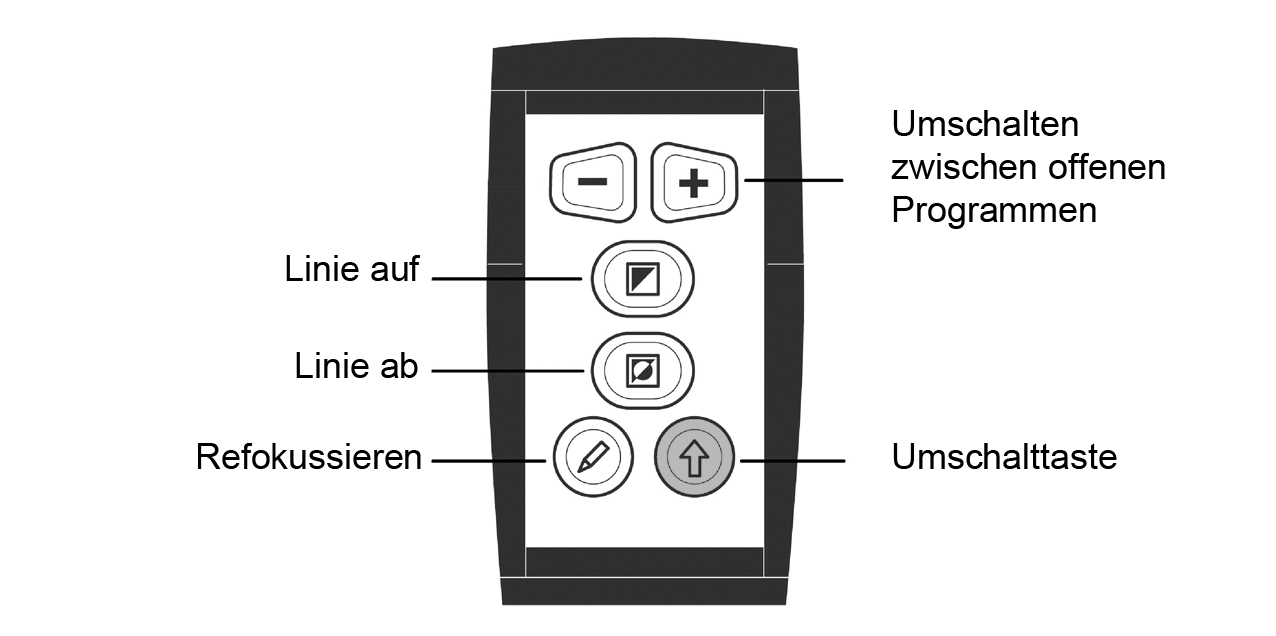 Umschalten
zwischen offenen
Programmen
Linie auf
Linie ab
Refokussieren
Umschalttaste